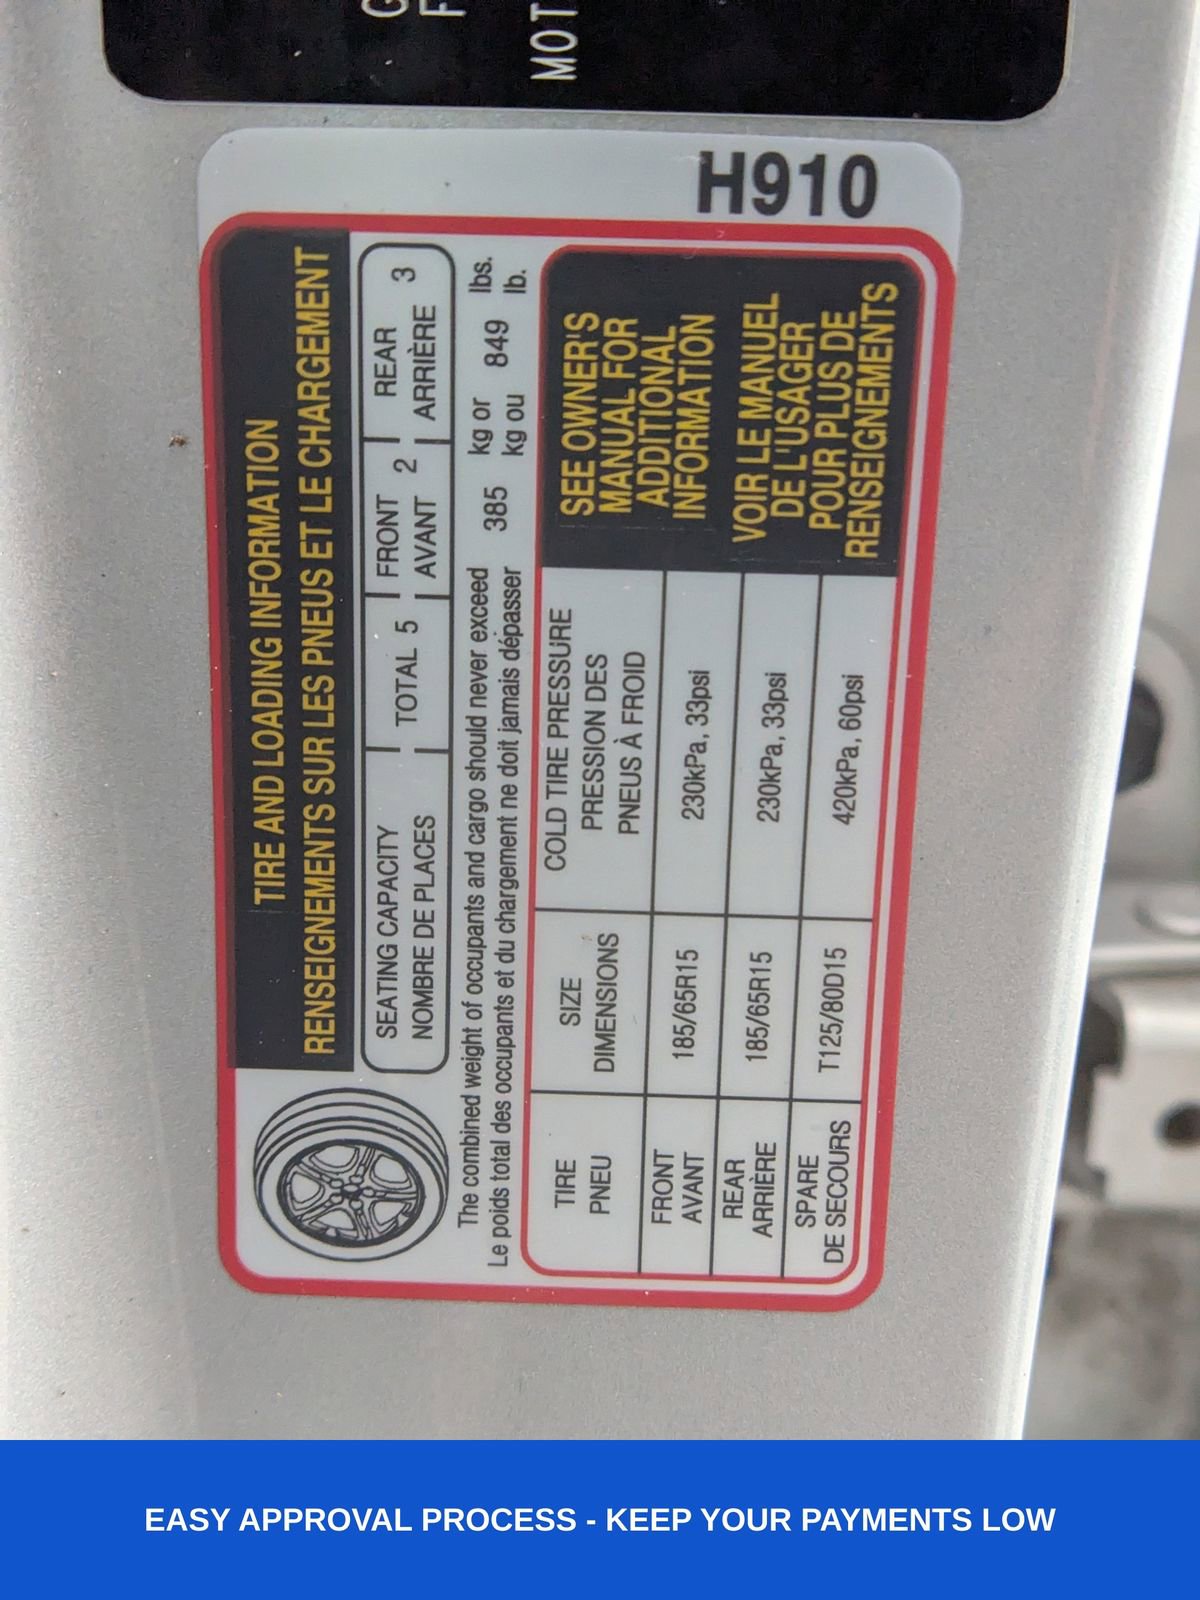 MOT
H910
TIRE AND LOADING INFORMATION
RENSEIGNEMENTS SUR LES PNEUS ET LE CHARGEMENT
SEATING CAPACITY TOTAL 5 FRONT 2 REAR 3
NOMBRE DE PLACES AVANT ARRIÈRE
The combined weight of occupants and cargo should never exceed 385 kg or 849 lbs.
Le poids total des occupants et du chargement ne doit jamais dépasser kg ou lb.
TIRE SIZE COLD TIRE PRESSURE
PNEU DIMENSIONS PRESSION DES
PNEUS À FROID
FRONT 185/65R15 230kPa, 33psi
AVANT
REAR 185/65R15 230kPa, 33psi
ARRIÈRE
SPARE T125/80D15 420kPa, 60psi
DE SECOURS
SEE OWNER'S
MANUAL FOR
ADDITIONAL
INFORMATION
VOIR LE MANUEL
DE L'USAGER
POUR PLUS DE
RENSEIGNEMENTS
EASY APPROVAL PROCESS - KEEP YOUR PAYMENTS LOW